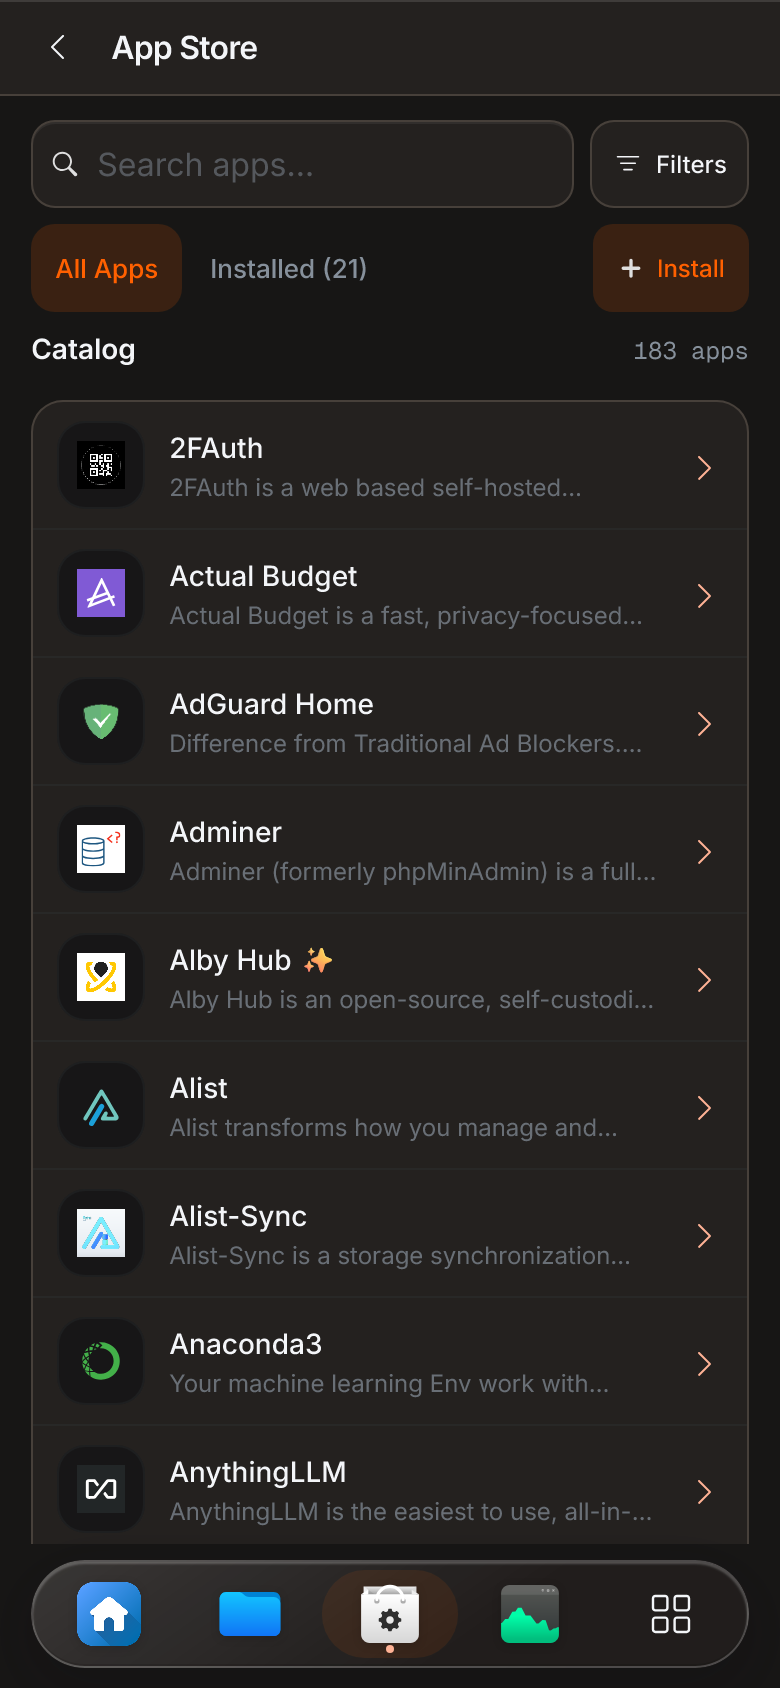 App Store
Search apps...
Filters
All Apps
Installed (21)
Install
Catalog
183 apps
2FAuth
2FAuth is a web based self-hosted...
Actual Budget
Actual Budget is a fast, privacy-focused...
AdGuard Home
Difference from Traditional Ad Blockers....
Adminer
Adminer (formerly phpMinAdmin) is a full...
Alby Hub ✨
Alby Hub is an open-source, self-custodi...
Alist
Alist transforms how you manage and...
Alist-Sync
Alist-Sync is a storage synchronization...
Anaconda3
Your machine learning Env work with...
AnythingLLM
AnythingLLM is the easiest to use, all-in-...